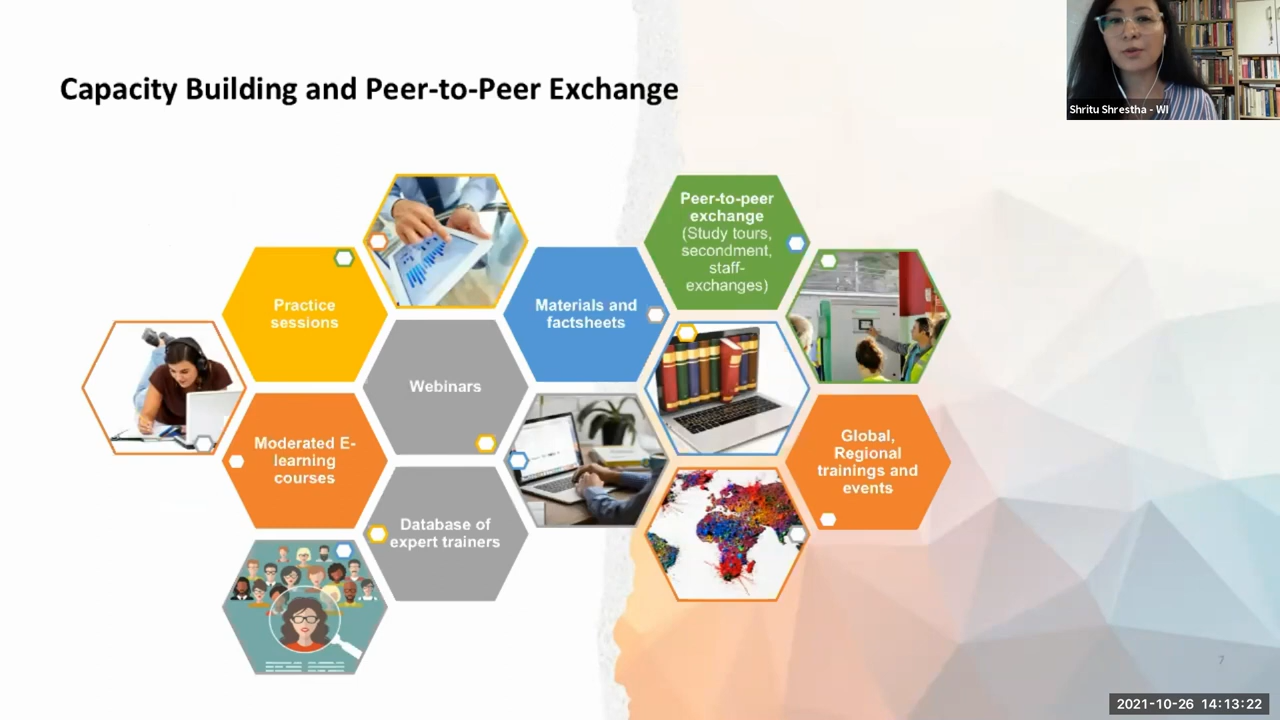 Shritu Shrestha - WI
Capacity Building and Peer-to-Peer Exchange
Peer-to-peer
exchange
(Study tours,
secondment,
staff-
exchanges)
Practice
sessions
Materials and
factsheets
Webinars
Moderated E-
learning
courses
Global,
Regional
trainings and
events
Database of
expert trainers
7
2021-10-26 14:13:22